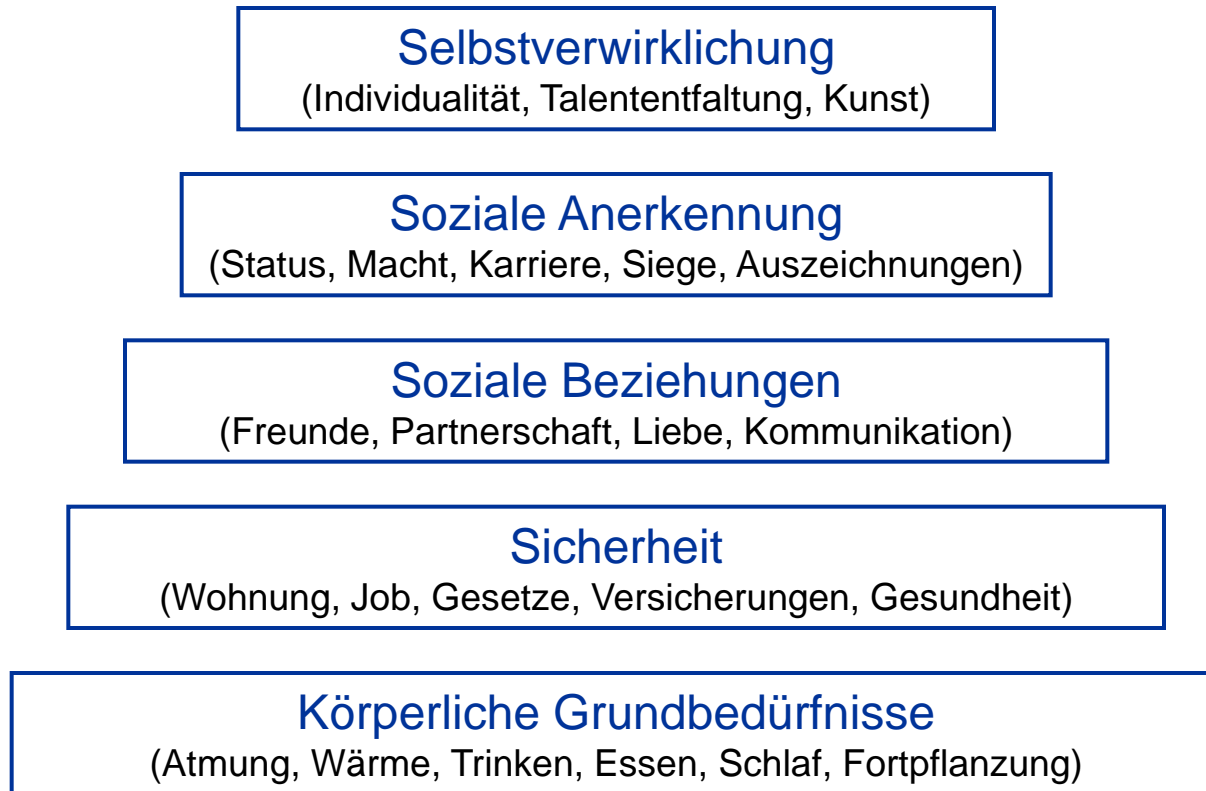 Selbstverwirklichung
(Individualität, Talententfaltung, Kunst)
Soziale Anerkennung
(Status, Macht, Karriere, Siege, Auszeichnungen)
Soziale Beziehungen
(Freunde, Partnerschaft, Liebe, Kommunikation)
Sicherheit
(Wohnung, Job, Gesetze, Versicherungen, Gesundheit)
Körperliche Grundbedürfnisse
(Atmung, Wärme, Trinken, Essen, Schlaf, Fortpflanzung)